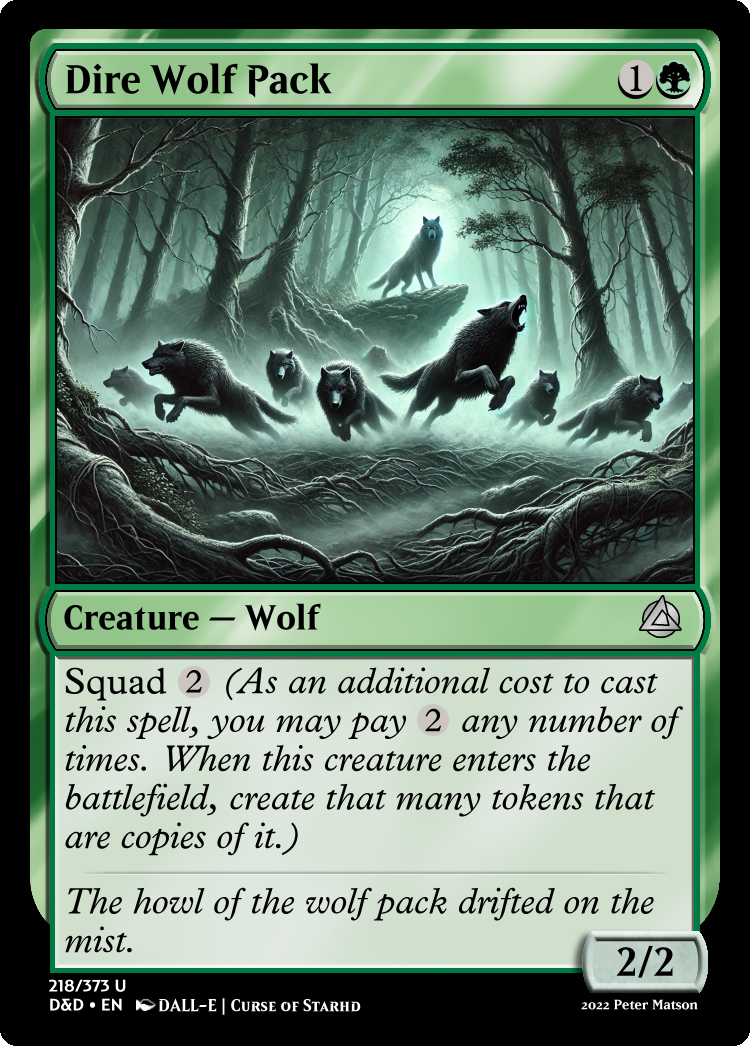 Dire Wolf Pack 1
Creature — Wolf
Squad 2 (As an additional cost to cast
this spell, you may pay 2 any number of
times. When this creature enters the
battlefield, create that many tokens that
are copies of it.)
The howl of the wolf pack drifted on the
mist.
2/2
218/373 U
D&D • EN DALL-E | Curse of Starhd
2022 Peter Matson